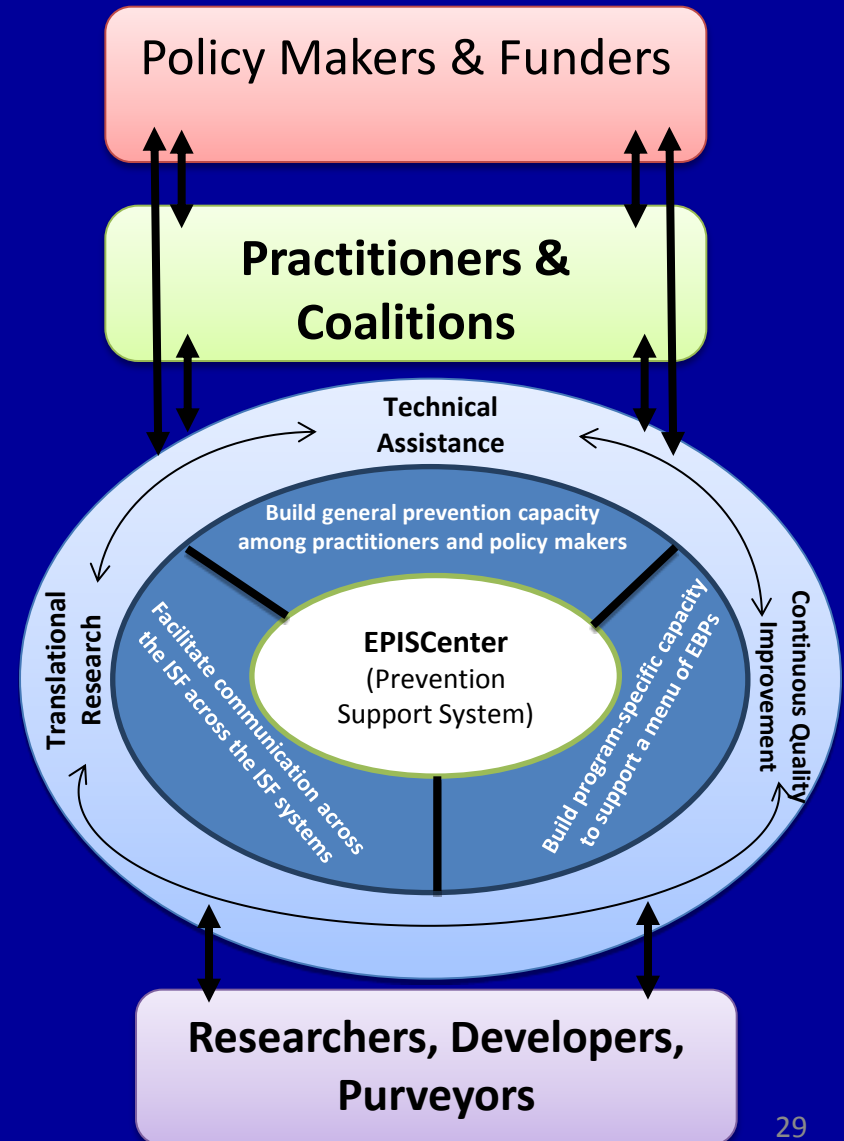 Policy Makers & Funders
Practitioners &
Coalitions
Technical
Assistance
Build general prevention capacity
among practitioners and policy makers
Translational
Research
Facilitate communication across
the ISF across the ISF systems
EPISCenter
(Prevention
Support System)
Build program-specific capacity
to support a menu of EBPs
Continuous Quality
Improvement
Researchers, Developers,
Purveyors
29